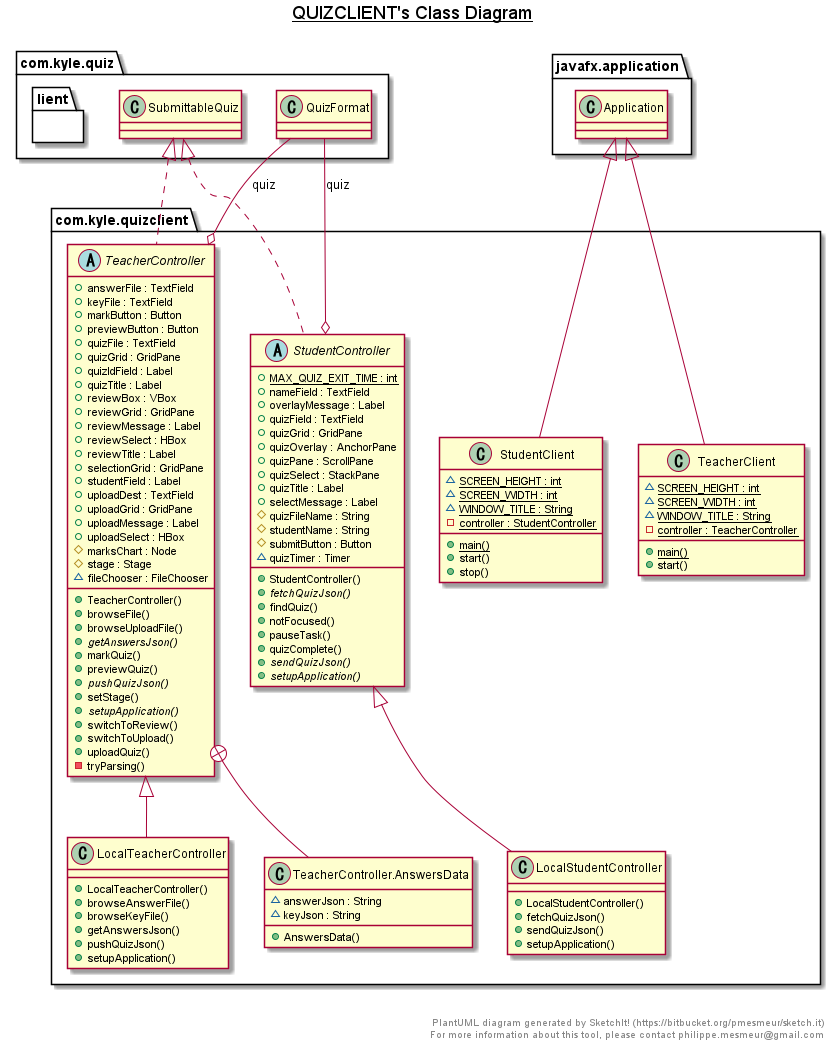 QUIZCLIENT's Class Diagram
com.kyle.quiz
lient
C SubmittableQuiz
C QuizFormat
javafx.application
C Application
quiz
quiz
com.kyle.quizclient
A TeacherController
answerFile : TextField
keyFile : TextField
markButton : Button
previewButton : Button
quizFile : TextField
quizGrid : GridPane
quizIdField : Label
quizTitle : Label
reviewBox : VBox
reviewGrid : GridPane
reviewMessage : Label
reviewSelect : HBox
reviewTitle : Label
selectionGrid : GridPane
studentField : Label
uploadDest : TextField
uploadGrid : GridPane
uploadMessage : Label
uploadSelect : HBox
marksChart : Node
stage : Stage
fileChooser : FileChooser
TeacherController()
browseFile()
browseUploadFile()
getAnswersJson()
markQuiz()
previewQuiz()
pushQuizJson()
setStage()
setupApplication()
switchToReview()
switchToUpload()
uploadQuiz()
tryParsing()
A StudentController
MAX_QUIZ_EXIT_TIME : int
nameField : TextField
overlayMessage : Label
quizField : TextField
quizGrid : GridPane
quizOverlay : AnchorPane
quizPane : ScrollPane
quizSelect : StackPane
quizTitle : Label
selectMessage : Label
quizFileName : String
studentName : String
submitButton : Button
quizTimer : Timer
StudentController()
fetchQuizJson()
findQuiz()
notFocused()
pauseTask()
quizComplete()
sendQuizJson()
setupApplication()
C StudentClient
SCREEN_HEIGHT : int
SCREEN_WIDTH : int
WINDOW_TITLE : String
controller : StudentController
main()
start()
stop()
C TeacherClient
SCREEN_HEIGHT : int
SCREEN_WIDTH : int
WINDOW_TITLE : String
controller : TeacherController
main()
start()
C LocalTeacherController
LocalTeacherController()
browseAnswerFile()
browseKeyFile()
getAnswersJson()
pushQuizJson()
setupApplication()
C TeacherController.AnswersData
answerJson : String
keyJson : String
AnswersData()
C LocalStudentController
LocalStudentController()
fetchQuizJson()
sendQuizJson()
setupApplication()
PlantUML diagram generated by SketchIt! (https://bitbucket.org/pmesmeur/sketch.it)
For more information about this tool, please contact philippe.mesmeur@gmail.com